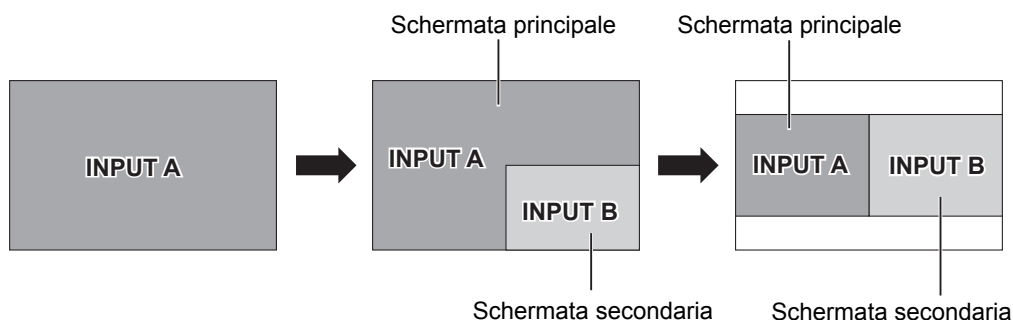 Schermata principale
Schermata principale
INPUT A
INPUT A
INPUT B
INPUT A
INPUT B
Schermata secondaria
Schermata secondaria